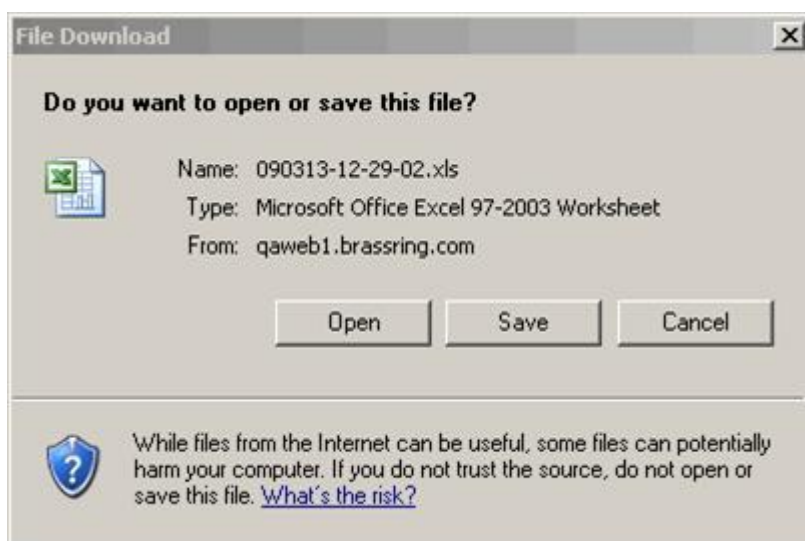 File Download
Do you want to open or save this file?
Name: 090313-12-29-02.xls
Type: Microsoft Office Excel 97-2003 Worksheet
From: qaweb1.brassring.com
Open Save Cancel
While files from the Internet can be useful, some files can potentially
harm your computer. If you do not trust the source, do not open or
save this file. What's the risk?